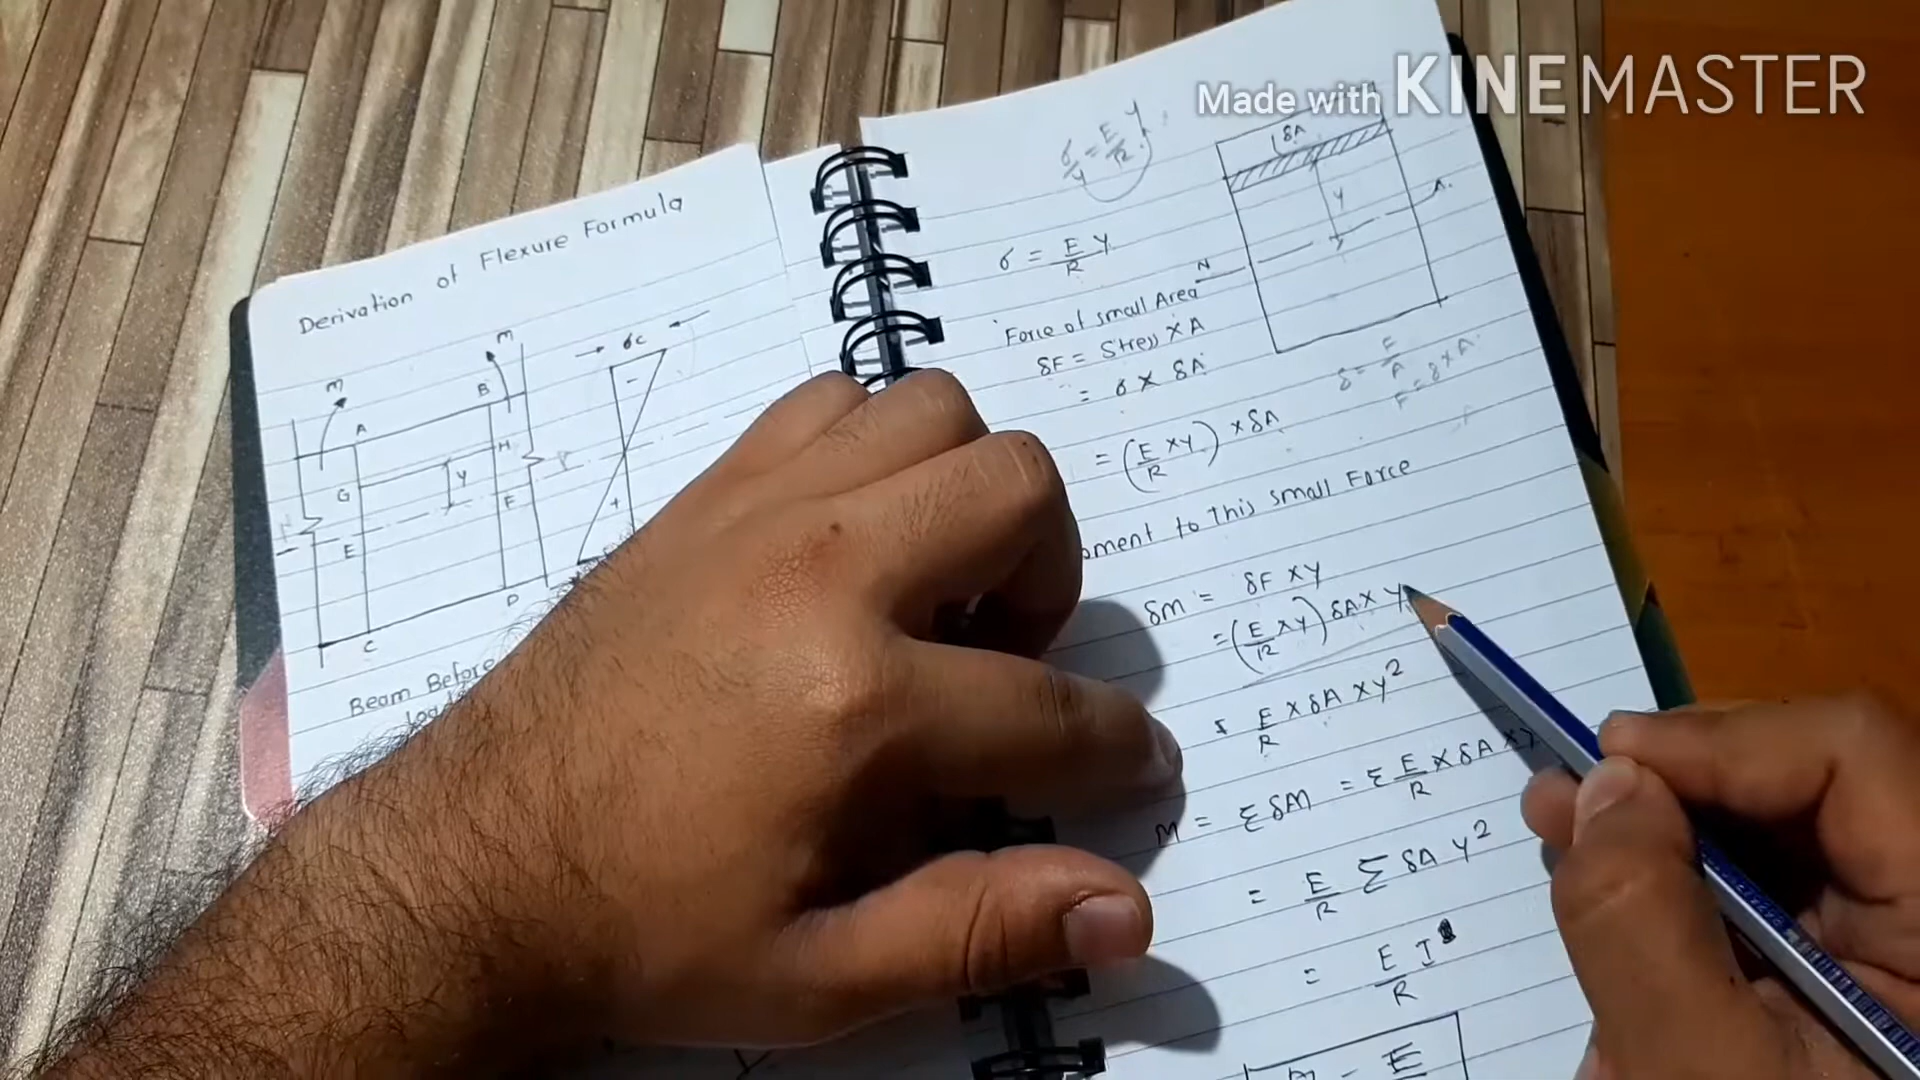 Made with KINEMASTER
Derivation of Flexure Formula
m
m
A
B
G
H
y
E
F
C
D
σc
-
+
Beam Before
σ/y = E/R · Y
σ = E/R Y
δA
y
N
A
Force of small Area
δF = Stress × A
= σ × δA
= (E/R × Y) × δA
σ = F/A
F = σ × A
to This small Force
δM = δF × Y
= (E/R × Y) δA × Y
E/R × δA × Y²
M = Σ δM = Σ E/R × δA × Y
= E/R Σ δA Y²
= E/R I